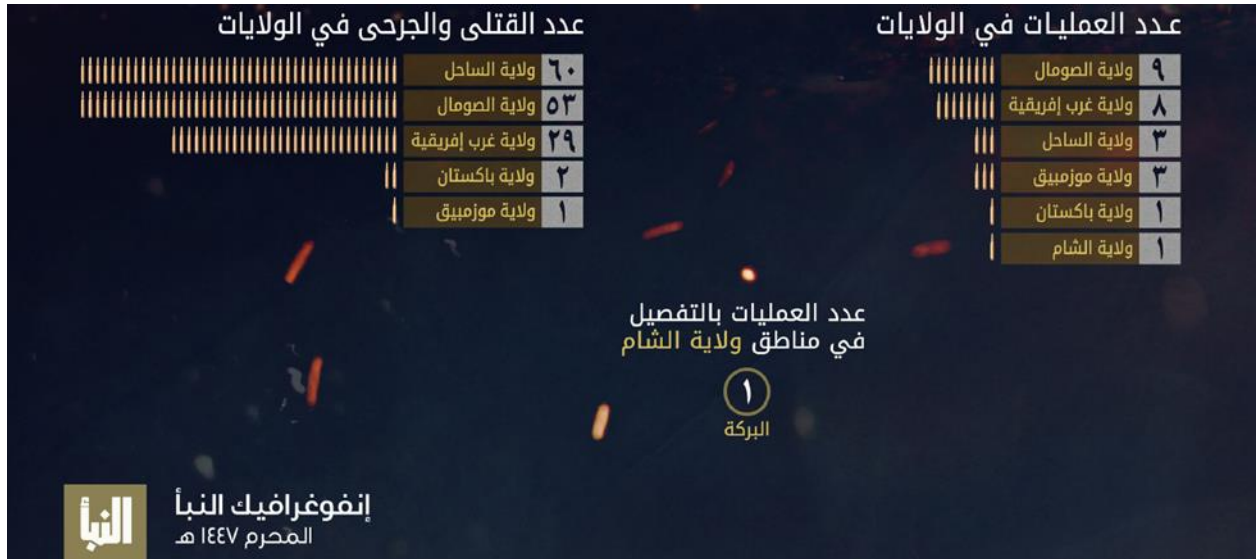 عدد العمليات في الولايات
٩ ولاية الصومال
٨ ولاية غرب إفريقية
٣ ولاية الساحل
٣ ولاية موزمبيق
١ ولاية باكستان
١ ولاية الشام
عدد القتلى والجرحى في الولايات
٦٠ ولاية الساحل
٥٣ ولاية الصومال
٢٩ ولاية غرب إفريقية
٢ ولاية باكستان
١ ولاية موزمبيق
عدد العمليات بالتفصيل
في مناطق ولاية الشام
١
البركة
إنفوغرافيك النبأ
المحرم ١٤٤٧ هـ
النبأ